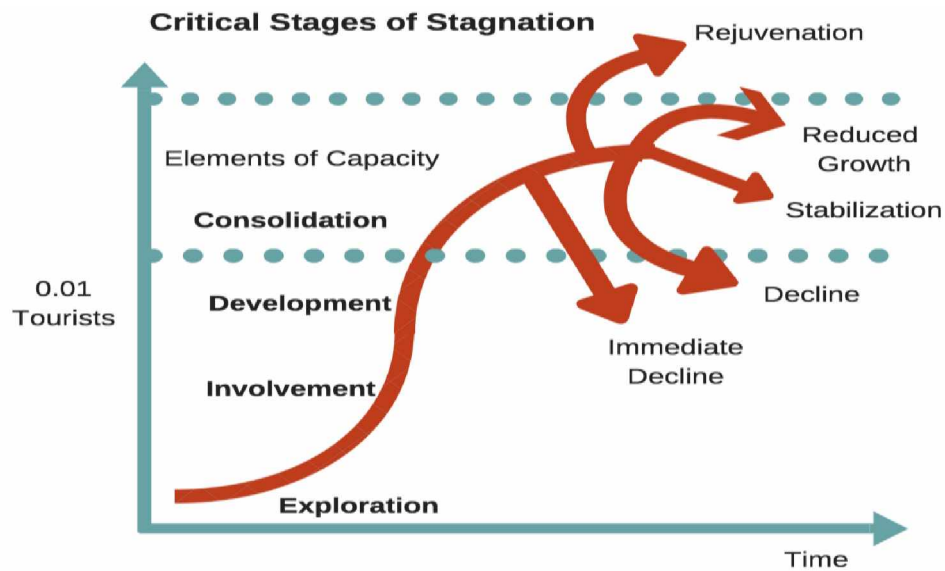 Critical Stages of Stagnation
Rejuvenation
Elements of Capacity
Reduced
Growth
Consolidation
Stabilization
0.01
Tourists
Development
Decline
Involvement
Immediate
Decline
Exploration
Time